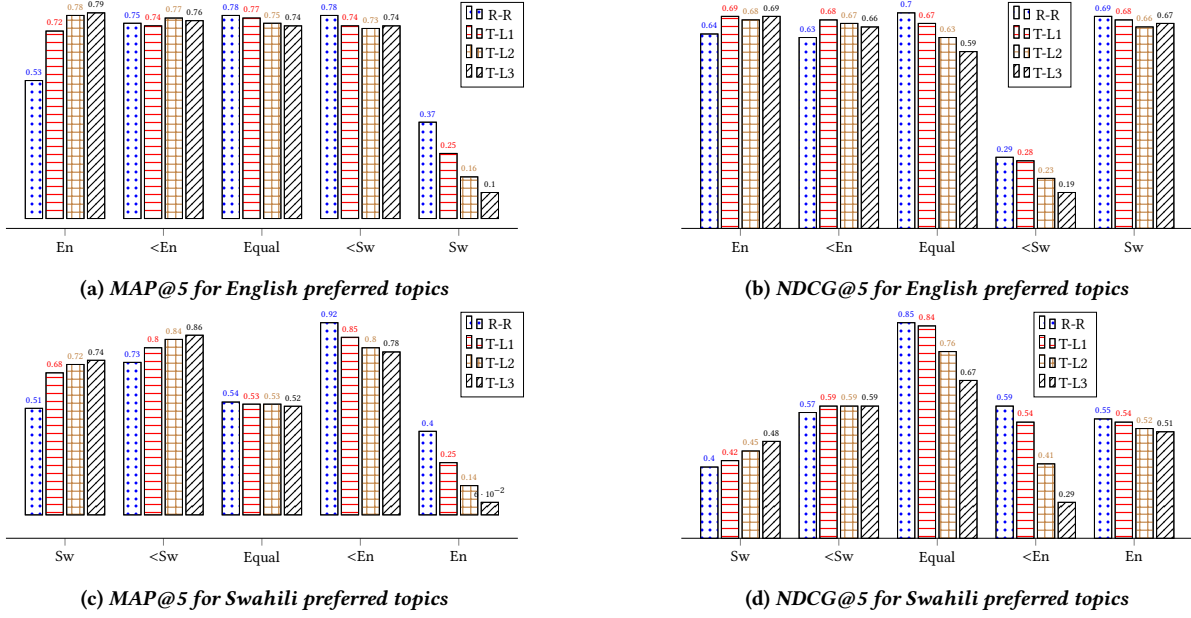 0.53 0.72 0.78 0.79 0.75 0.74 0.77 0.76 0.78 0.77 0.75 0.74 0.78 0.74 0.73 0.74 0.37 0.25 0.16 0.1
R-R
T-L1
T-L2
T-L3
En <En Equal <Sw Sw
(a) MAP@5 for English preferred topics
0.64 0.69 0.68 0.69 0.63 0.68 0.67 0.66 0.7 0.67 0.63 0.59 0.29 0.28 0.23 0.19 0.69 0.68 0.66 0.67
R-R
T-L1
T-L2
T-L3
En <En Equal <Sw Sw
(b) NDCG@5 for English preferred topics
0.51 0.68 0.72 0.74 0.73 0.8 0.84 0.86 0.54 0.53 0.53 0.52 0.92 0.85 0.8 0.78 0.4 0.25 0.14 6 · 10−2
R-R
T-L1
T-L2
T-L3
Sw <Sw Equal <En En
(c) MAP@5 for Swahili preferred topics
0.4 0.42 0.45 0.48 0.57 0.59 0.59 0.59 0.85 0.84 0.76 0.67 0.59 0.54 0.41 0.29 0.55 0.54 0.52 0.51
R-R
T-L1
T-L2
T-L3
Sw <Sw Equal <En En
(d) NDCG@5 for Swahili preferred topics